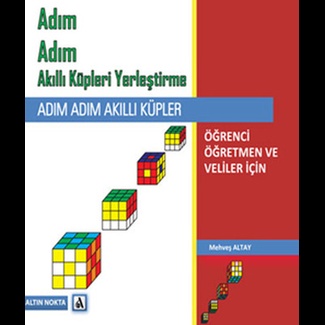 Adım
Adım
Akıllı Küpleri Yerleştirme
ADIM ADIM AKILLI KÜPLER
ÖĞRENCİ
ÖĞRETMEN VE
VELİLER İÇİN
Mehveş ALTAY
ALTIN NOKTA
A